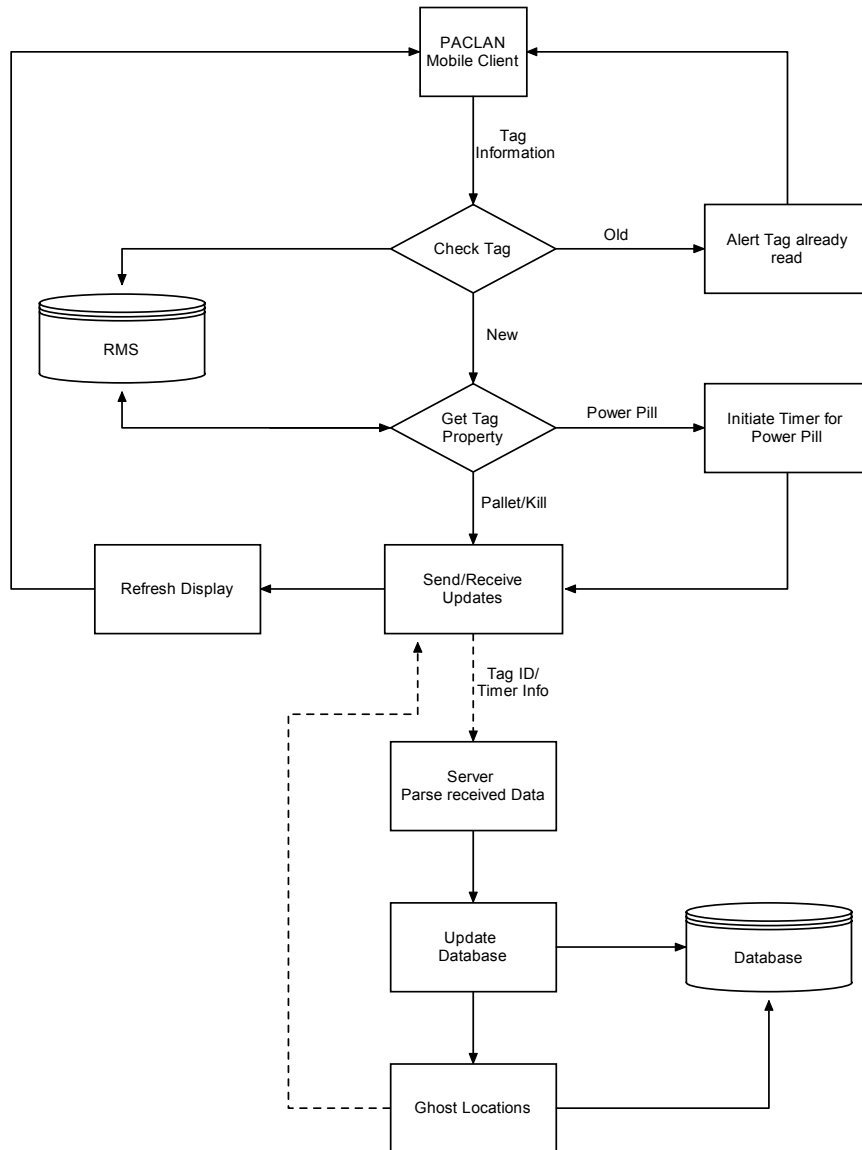 PACLAN
Mobile Client
Tag
Information
Check Tag
Old
Alert Tag already
read
RMS
New
Get Tag
Property
Power Pill
Initiate Timer for
Power Pill
Pallet/Kill
Refresh Display
Send/Receive
Updates
Tag ID/
Timer Info
Server
Parse received Data
Update
Database
Database
Ghost Locations